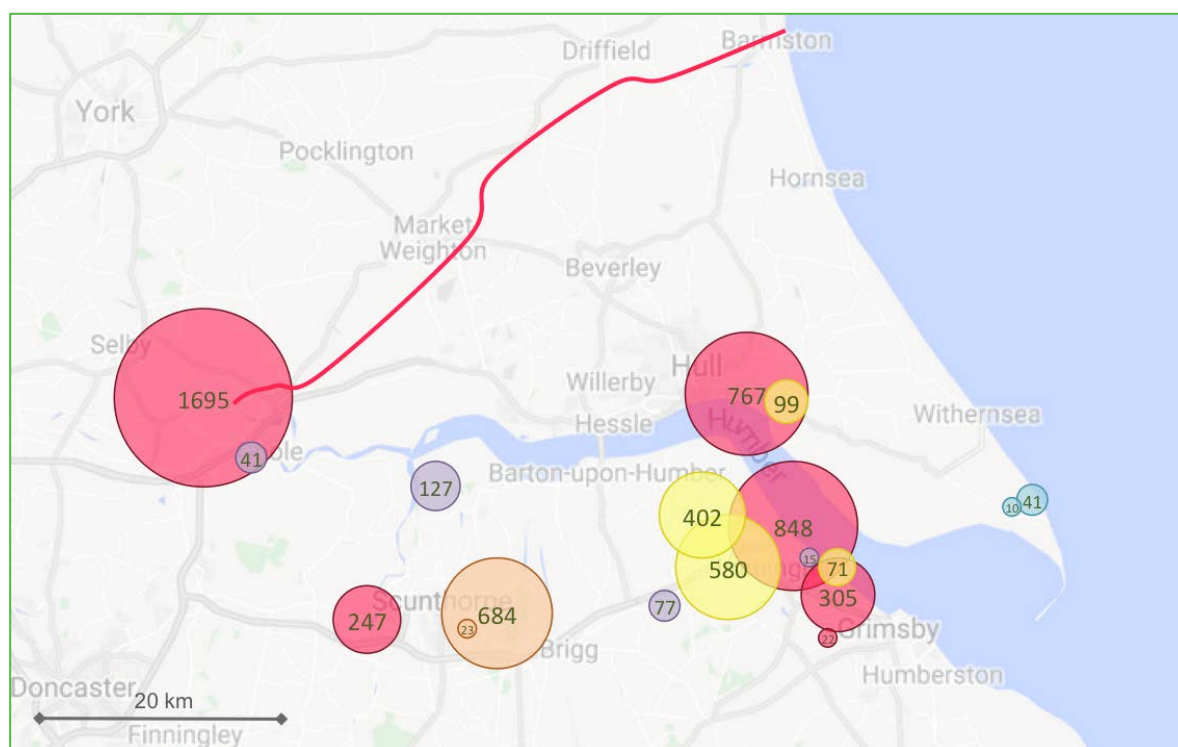 Barmston
Driffield
York
Pocklington
Hornsea
Market
Weighton
Beverley
Selby
Hull
Willerby
1695
767
99
Withernsea
Hessle
Humber
41
Barton-upon-Humber
127
10
41
402
848
15
71
580
77
305
Scunthorpe
247
684
23
22
Grimsby
Brigg
Humberston
Doncaster
20 km
Finningley